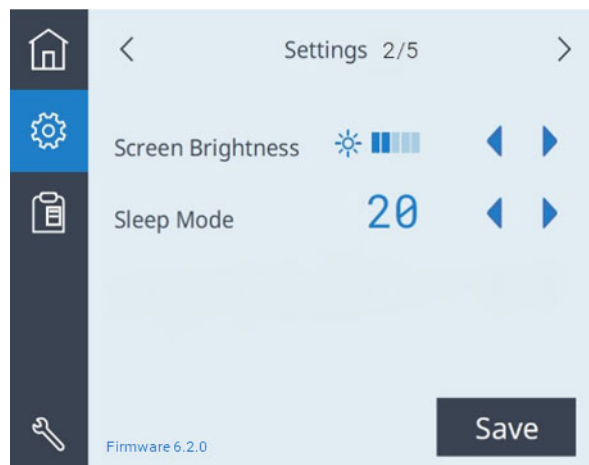 Settings 2/5
Screen Brightness
Sleep Mode 20
Save
Firmware 6.2.0